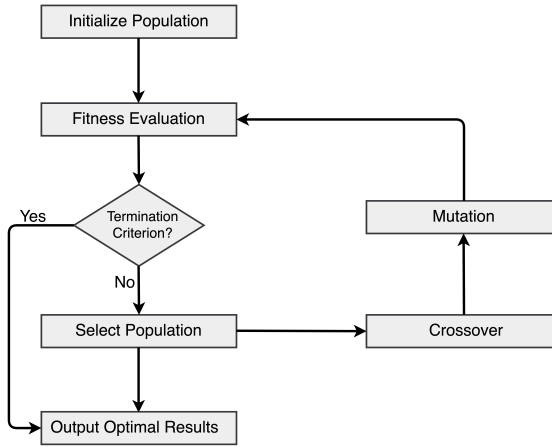 Initialize Population
Fitness Evaluation
Yes
Termination
Criterion?
Mutation
No
Select Population
Crossover
Output Optimal Results